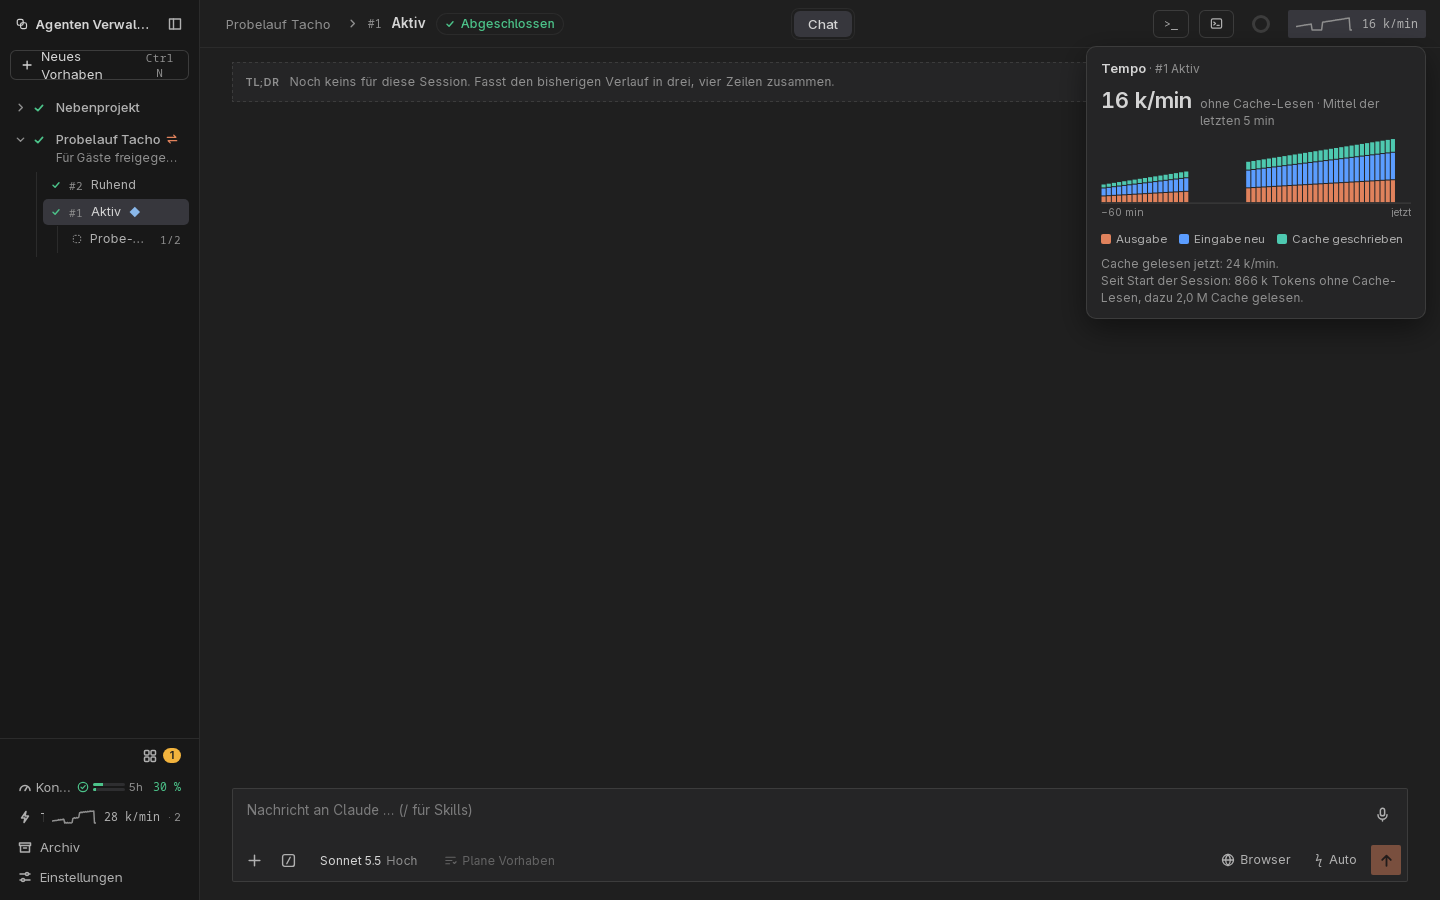 Agenten Verwal…
Neues Vorhaben Ctrl N
Nebenprojekt
Probelauf Tacho
Für Gäste freigege…
#2 Ruhend
#1 Aktiv
Probe-… 1/2
1
Kon… 5h 30 %
28 k/min · 2
Archiv
Einstellungen
Probelauf Tacho #1 Aktiv Abgeschlossen
Chat
>_
16 k/min
TL;DR Noch keins für diese Session. Fasst den bisherigen Verlauf in drei, vier Zeilen zusammen.
Tempo · #1 Aktiv
16 k/min ohne Cache-Lesen · Mittel der
letzten 5 min
−60 min jetzt
Ausgabe Eingabe neu Cache geschrieben
Cache gelesen jetzt: 24 k/min.
Seit Start der Session: 866 k Tokens ohne Cache-
Lesen, dazu 2,0 M Cache gelesen.
Nachricht an Claude … (/ für Skills)
Sonnet 5.5 Hoch Plane Vorhaben Browser Auto